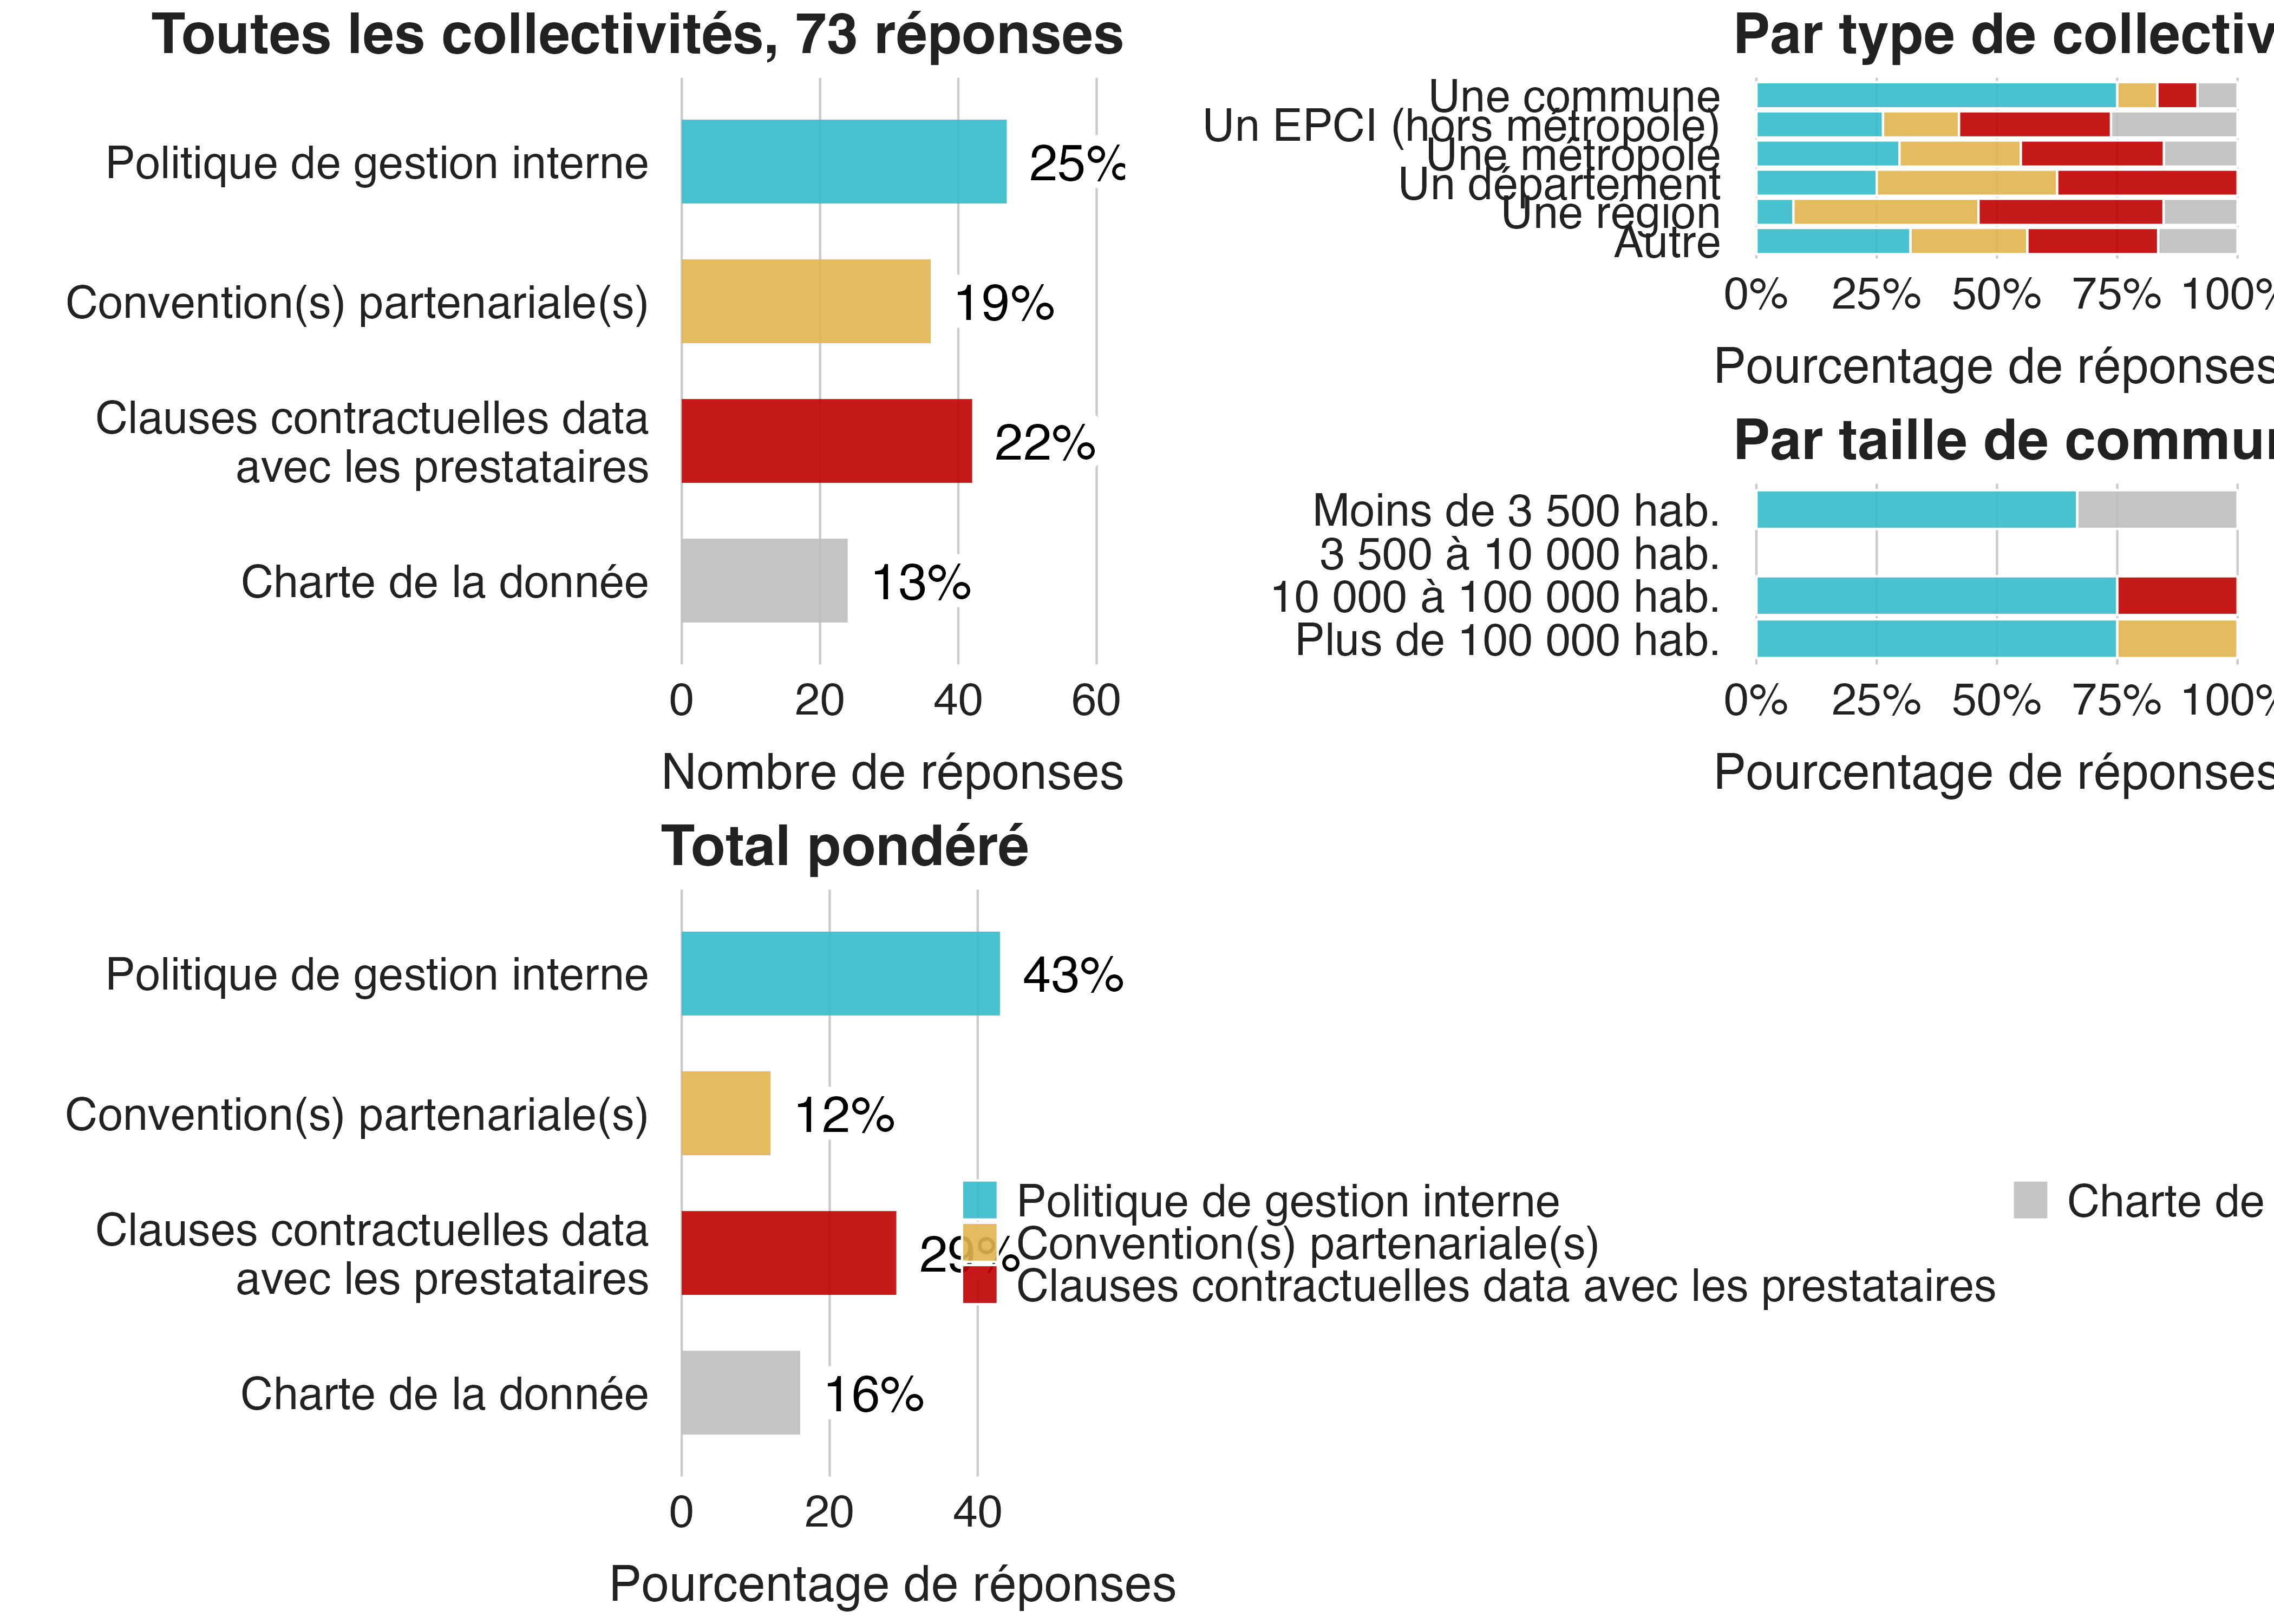 Toutes les collectivités, 73 réponses
Politique de gestion interne
25%
Convention(s) partenariale(s)
19%
Clauses contractuelles data
avec les prestataires
22%
Charte de la donnée
13%
0 20 40 60
Nombre de réponses
Par type de collectiv
Une commune
Un EPCI (hors métropole)
Une métropole
Un département
Une région
Autre
0% 25% 50% 75% 100%
Pourcentage de réponses
Par taille de commun
Moins de 3 500 hab.
3 500 à 10 000 hab.
10 000 à 100 000 hab.
Plus de 100 000 hab.
0% 25% 50% 75% 100%
Pourcentage de réponses
Total pondéré
Politique de gestion interne
43%
Convention(s) partenariale(s)
12%
Clauses contractuelles data
avec les prestataires
29%
Charte de la donnée
16%
0 20 40
Pourcentage de réponses
Politique de gestion interne
Convention(s) partenariale(s)
Clauses contractuelles data avec les prestataires
Charte de